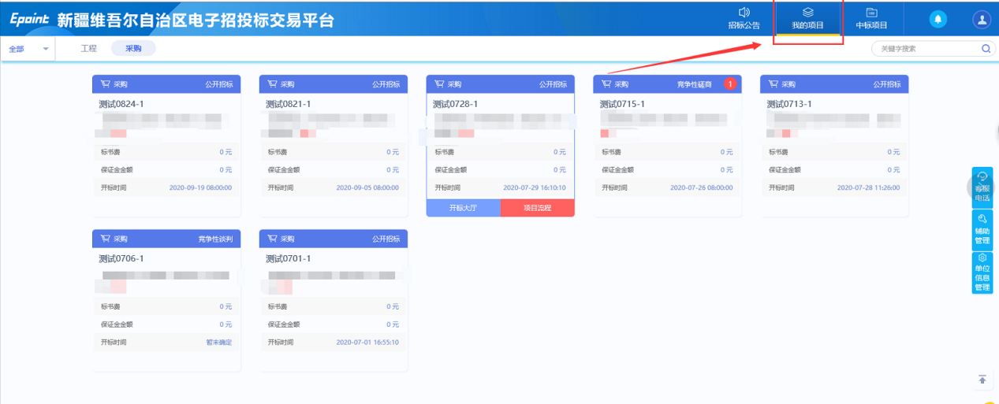 Epoint 新疆维吾尔自治区电子招投标交易平台
招标公告 我的项目 中标项目
全部 工程 采购 关键字搜索
采购 公开招标
测试0824-1
标书费 0 元
保证金金额 0 元
开标时间 2020-09-19 08:00:00
采购 公开招标
测试0821-1
标书费 0 元
保证金金额 0 元
开标时间 2020-09-05 08:00:00
采购 公开招标
测试0728-1
标书费 0 元
保证金金额 0 元
开标时间 2020-07-29 16:10:10
开标大厅 项目流程
采购 竞争性磋商 1
测试0715-1
标书费 0 元
保证金金额 0 元
开标时间 2020-07-26 08:00:00
采购 公开招标
测试0713-1
标书费 0 元
保证金金额 0 元
开标时间 2020-07-28 11:26:00
采购 竞争性谈判
测试0706-1
标书费 0 元
保证金金额 0 元
开标时间 暂未确定
采购 公开招标
测试0701-1
标书费 0 元
保证金金额 0 元
开标时间 2020-07-01 16:55:10
客服
电话
辅助
管理
单位
信息
管理